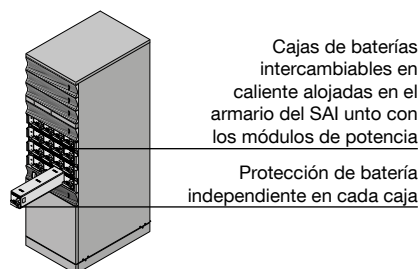 Cajas de baterías
intercambiables en
caliente alojadas en el
armario del SAI unto con
los módulos de potencia
Protección de batería
independiente en cada caja